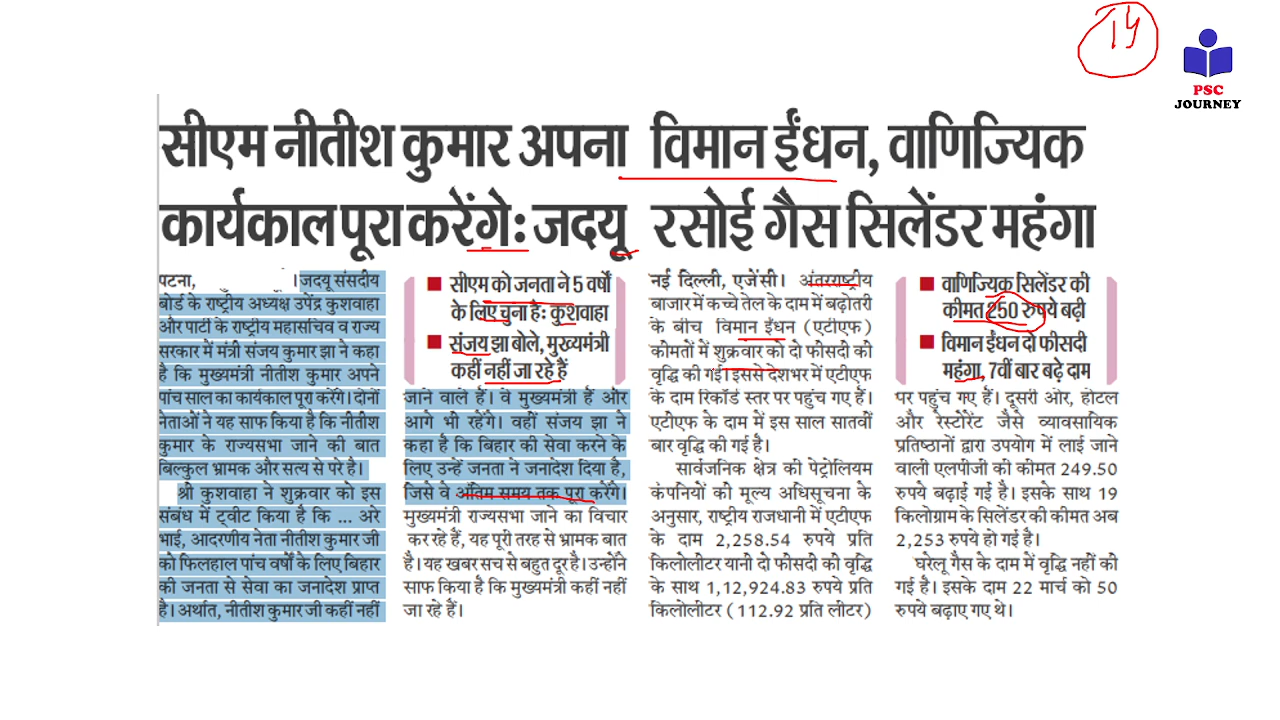 14
PSC
JOURNEY
सीएम नीतीश कुमार अपना
कार्यकाल पूरा करेंगे: जदयू
पटना, । जदयू संसदीय
बोर्ड के राष्ट्रीय अध्यक्ष उपेंद्र कुशवाहा
और पार्टी के राष्ट्रीय महासचिव व राज्य
सरकार में मंत्री संजय कुमार झा ने कहा
है कि मुख्यमंत्री नीतीश कुमार अपने
पांच साल का कार्यकाल पूरा करेंगे। दोनों
नेताओं ने यह साफ किया है कि नीतीश
कुमार के राज्यसभा जाने की बात
बिल्कुल भ्रामक और सत्य से परे है।
श्री कुशवाहा ने शुक्रवार को इस
संबंध में ट्वीट किया है कि ... अरे
भाई, आदरणीय नेता नीतीश कुमार जी
को फिलहाल पांच वर्षों के लिए बिहार
की जनता से सेवा का जनादेश प्राप्त
है। अर्थात, नीतीश कुमार जी कहीं नहीं
सीएम को जनता ने 5 वर्षों
के लिए चुना है: कुशवाहा
संजय झा बोले, मुख्यमंत्री
कहीं नहीं जा रहे हैं
जाने वाले हैं। वे मुख्यमंत्री हैं और
आगे भी रहेंगे। वहीं संजय झा ने
कहा है कि बिहार की सेवा करने के
लिए उन्हें जनता ने जनादेश दिया है,
जिसे वे अंतिम समय तक पूरा करेंगे।
मुख्यमंत्री राज्यसभा जाने का विचार
कर रहे हैं, यह पूरी तरह से भ्रामक बात
है। यह खबर सच से बहुत दूर है। उन्होंने
साफ किया है कि मुख्यमंत्री कहीं नहीं
जा रहे हैं।
विमान ईंधन, वाणिज्यिक
रसोई गैस सिलेंडर महंगा
नई दिल्ली, एजेंसी। अंतरराष्ट्रीय
बाजार में कच्चे तेल के दाम में बढ़ोतरी
के बीच विमान ईंधन (एटीएफ)
कीमतों में शुक्रवार को दो फीसदी की
वृद्धि की गई। इससे देशभर में एटीएफ
के दाम रिकॉर्ड स्तर पर पहुंच गए हैं।
एटीएफ के दाम में इस साल सातवीं
बार वृद्धि की गई है।
सार्वजनिक क्षेत्र की पेट्रोलियम
कंपनियों की मूल्य अधिसूचना के
अनुसार, राष्ट्रीय राजधानी में एटीएफ
के दाम 2,258.54 रुपये प्रति
किलोलीटर यानी दो फीसदी की वृद्धि
के साथ 1,12,924.83 रुपये प्रति
किलोलीटर (112.92 प्रति लीटर)
वाणिज्यिक सिलेंडर की
कीमत 250 रुपये बढ़ी
विमान ईंधन दो फीसदी
महंगा, 7वीं बार बढ़े दाम
पर पहुंच गए हैं। दूसरी ओर, होटल
और रेस्टोरेंट जैसे व्यावसायिक
प्रतिष्ठानों द्वारा उपयोग में लाई जाने
वाली एलपीजी की कीमत 249.50
रुपये बढ़ाई गई है। इसके साथ 19
किलोग्राम के सिलेंडर की कीमत अब
2,253 रुपये हो गई है।
घरेलू गैस के दाम में वृद्धि नहीं की
गई है। इसके दाम 22 मार्च को 50
रुपये बढ़ाए गए थे।